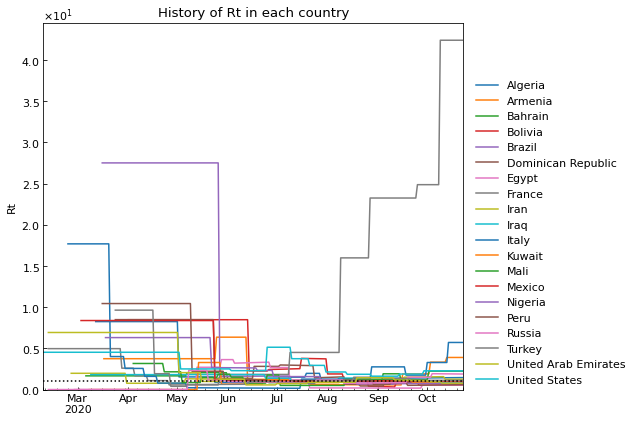 History of Rt in each country
×10¹
4.0
3.5
3.0
2.5
2.0
1.5
1.0
0.5
0.0
Rt
Mar
2020
Apr
May
Jun
Jul
Aug
Sep
Oct
Algeria
Armenia
Bahrain
Bolivia
Brazil
Dominican Republic
Egypt
France
Iran
Iraq
Italy
Kuwait
Mali
Mexico
Nigeria
Peru
Russia
Turkey
United Arab Emirates
United States